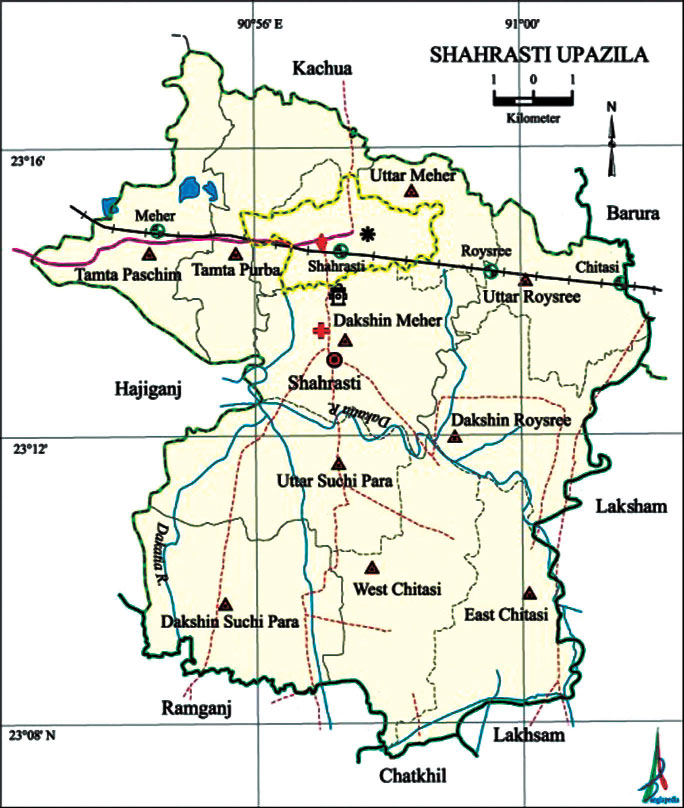 90°56' E
91°00'
SHAHRASTI UPAZILA
1 0 1
Kilometer
N
Kachua
23°16'
Uttar Meher
Barura
Meher
Roysree
Chitasi
Shahrasti
Tamta Paschim
Tamta Purba
Uttar Roysree
Dakshin Meher
Shahrasti
Hajiganj
Dakatia R.
Dakshin Roysree
23°12'
Uttar Suchi Para
Laksham
Dakatia R.
West Chitasi
East Chitasi
Dakshin Suchi Para
Ramganj
23°08' N
Lakhsam
Chatkhil
Banglapedia